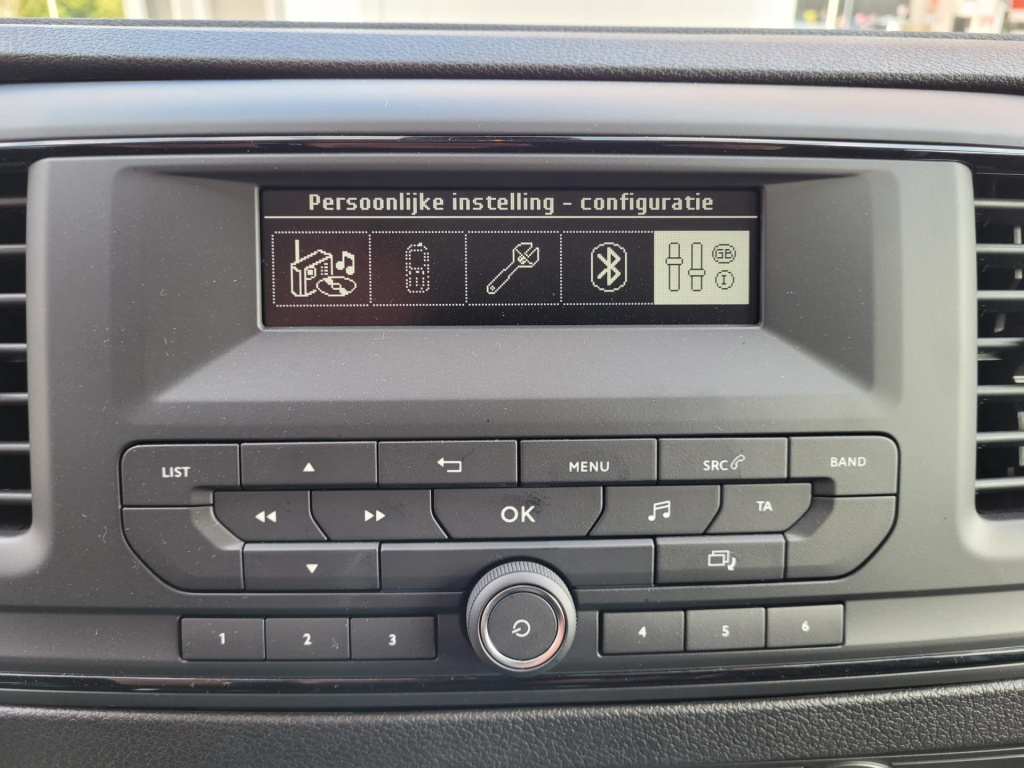 Persoonlijke instelling - configuratie
GB
I
LIST
MENU
SRC
BAND
OK
TA
1
2
3
4
5
6